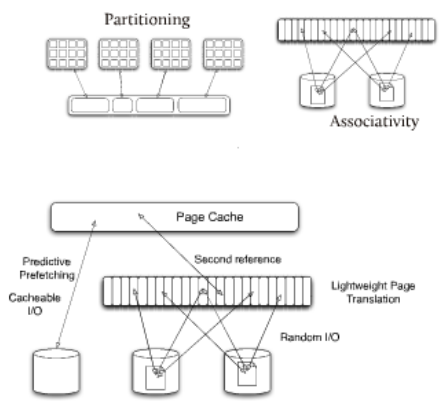 Partitioning
Associativity
Page Cache
Predictive
Prefetching
Second reference
Cacheable
I/O
Lightweight Page
Translation
Random I/O